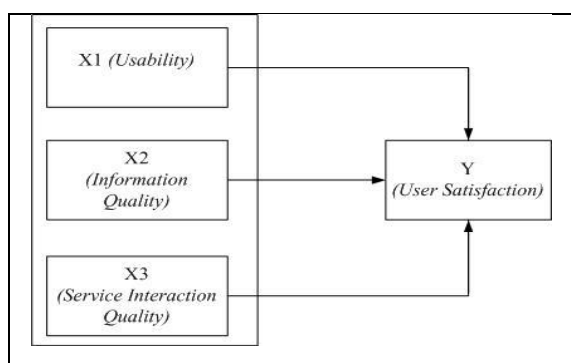 X1 (Usability)
X2
(Information
Quality)
X3
(Service Interaction
Quality)
Y
(User Satisfaction)